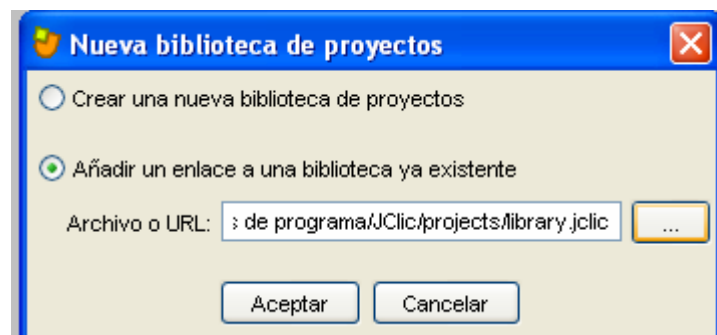 Nueva biblioteca de proyectos
Crear una nueva biblioteca de proyectos
Añadir un enlace a una biblioteca ya existente
Archivo o URL: de programa/JClic/projects/library.jclic ...
Aceptar Cancelar